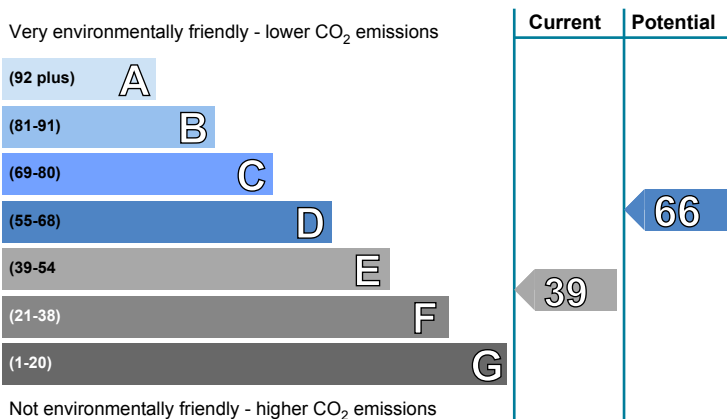 Current Potential
Very environmentally friendly - lower CO2 emissions
(92 plus) A
(81-91) B
(69-80) C
(55-68) D
66
(39-54 E
39
(21-38) F
(1-20) G
Not environmentally friendly - higher CO2 emissions